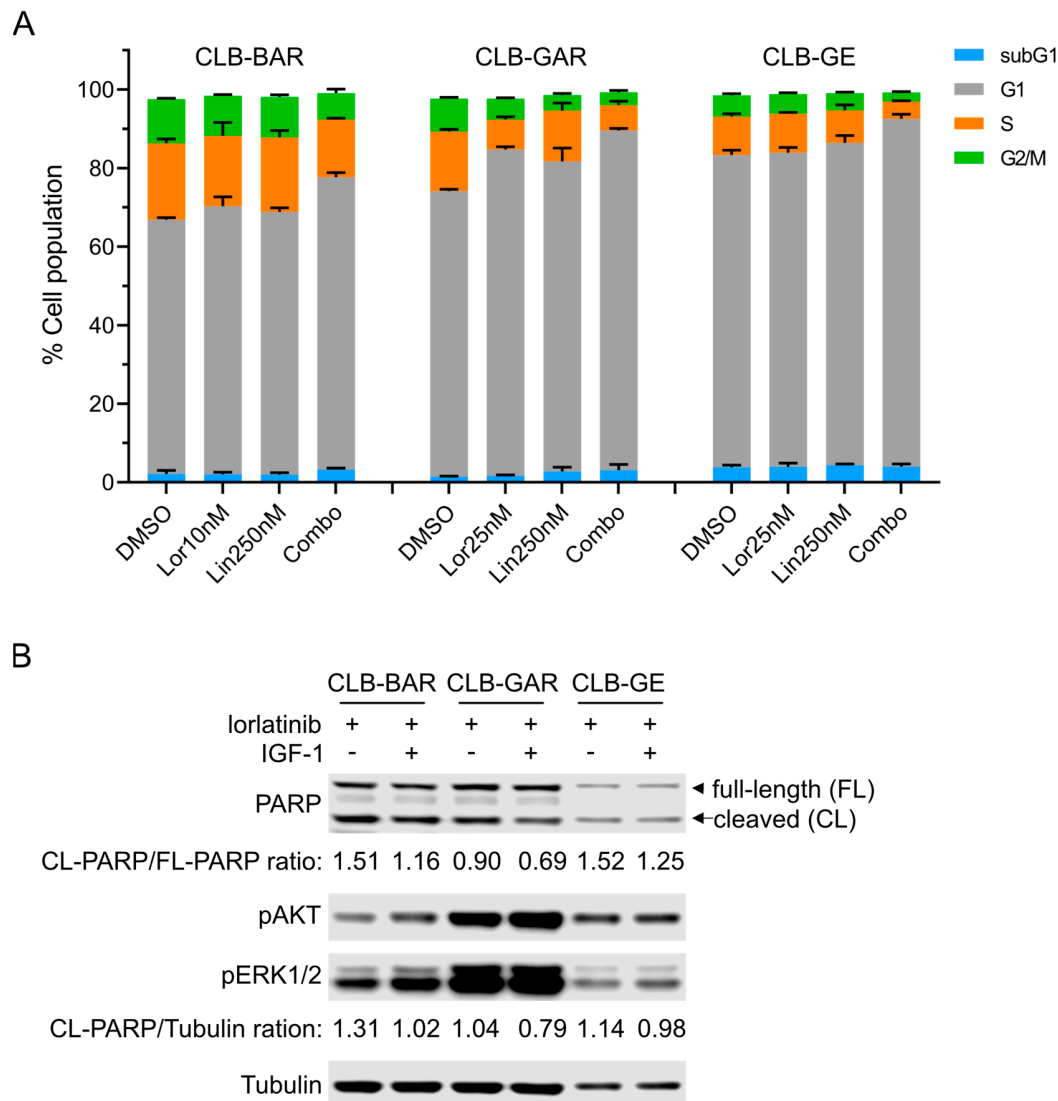 A
CLB-BAR CLB-GAR CLB-GE
subG1
G1
S
G2/M
% Cell population
100
80
60
40
20
0
DMSO Lor10nM Lin250nM Combo DMSO Lor25nM Lin250nM Combo DMSO Lor25nM Lin250nM Combo
B
CLB-BAR CLB-GAR CLB-GE
lorlatinib + + + + + +
IGF-1 - + - + - +
PARP
full-length (FL)
cleaved (CL)
CL-PARP/FL-PARP ratio: 1.51 1.16 0.90 0.69 1.52 1.25
pAKT
pERK1/2
CL-PARP/Tubulin ration: 1.31 1.02 1.04 0.79 1.14 0.98
Tubulin